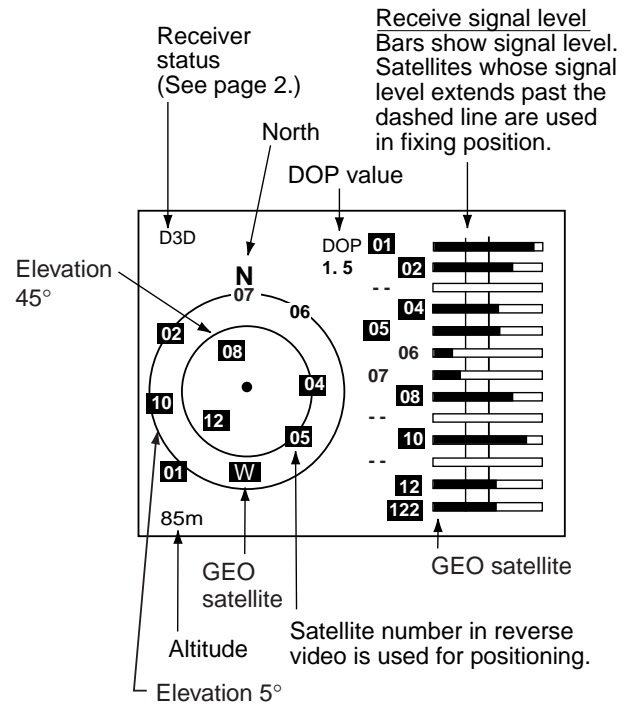 Receive signal level
Bars show signal level.
Satellites whose signal
level extends past the
dashed line are used
in fixing position.
Receiver
status
(See page 2.)
North
DOP value
D3D
DOP
1. 5
N
07
06
02
08
04
10
12
05
01
W
85m
01
02
- -
04
05
06
07
08
- -
10
- -
12
122
Elevation
45°
GEO
satellite
GEO satellite
Altitude
Satellite number in reverse
video is used for positioning.
Elevation 5°